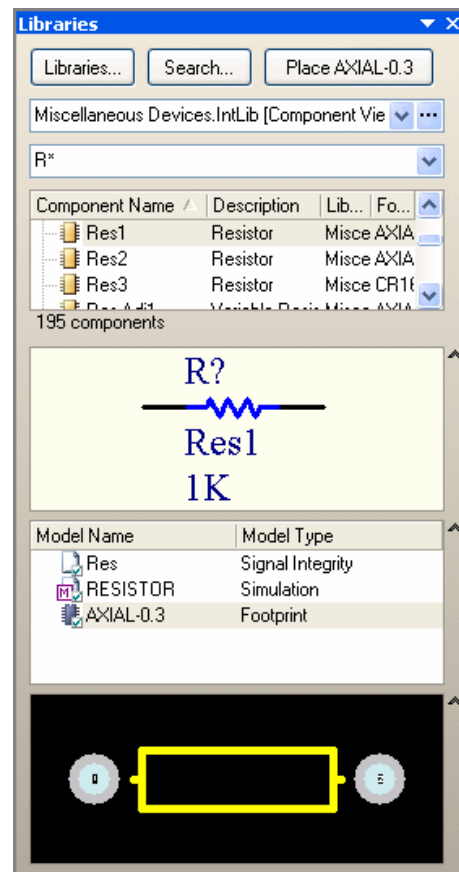 Libraries
Libraries... Search... Place AXIAL-0.3
Miscellaneous Devices.IntLib [Component Vie ...
R*
Component Name Description Lib... Fo...
Res1 Resistor Misce AXIA
Res2 Resistor Misce AXIA
Res3 Resistor Misce CR16
195 components
R?
Res1
1K
Model Name Model Type
Res Signal Integrity
M RESISTOR Simulation
AXIAL-0.3 Footprint